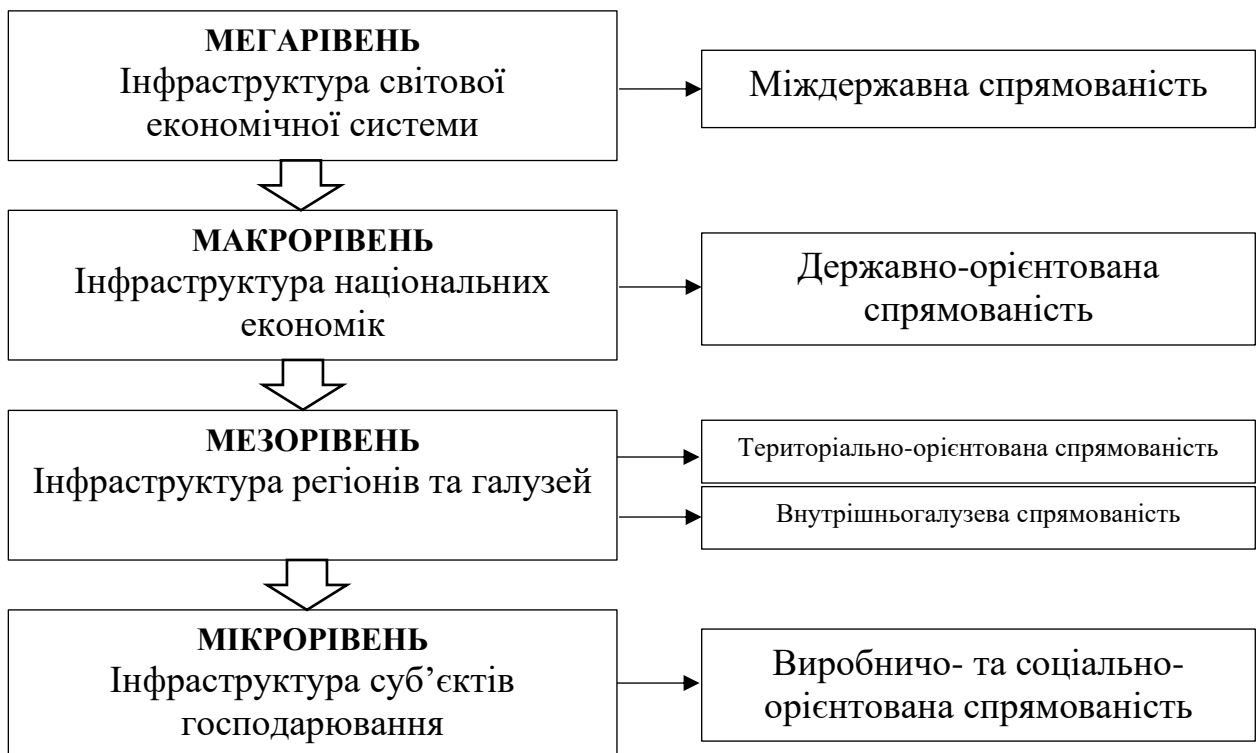 МЕГАРІВЕНЬ
Інфраструктура світової
економічної системи
Міждержавна спрямованість
МАКРОРІВЕНЬ
Інфраструктура національних
економік
Державно-орієнтована
спрямованість
МЕЗОРІВЕНЬ
Інфраструктура регіонів та галузей
Територіально-орієнтована спрямованість
Внутрішньогалузева спрямованість
МІКРОРІВЕНЬ
Інфраструктура суб’єктів
господарювання
Виробничо- та соціально-
орієнтована спрямованість